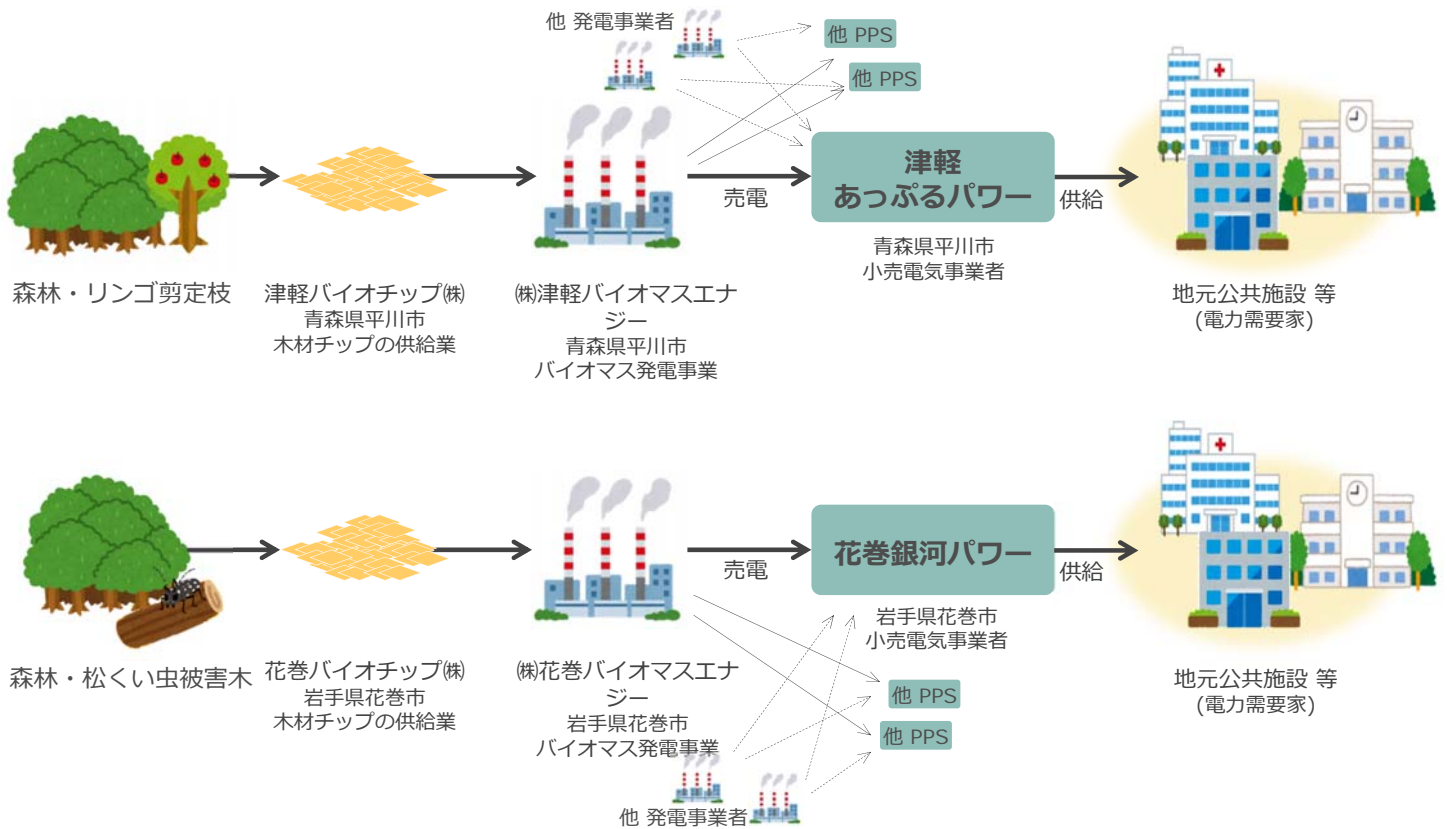 他 発電事業者
他 PPS
他 PPS
津軽
あっぷるパワー
売電
供給
青森県平川市
小売電気事業者
森林・リンゴ剪定枝
津軽バイオチップ㈱
青森県平川市
木材チップの供給業
㈱津軽バイオマスエナ
ジー
青森県平川市
バイオマス発電事業
地元公共施設 等
(電力需要家)
花巻銀河パワー
売電
供給
岩手県花巻市
小売電気事業者
森林・松くい虫被害木
花巻バイオチップ㈱
岩手県花巻市
木材チップの供給業
㈱花巻バイオマスエナ
ジー
岩手県花巻市
バイオマス発電事業
地元公共施設 等
(電力需要家)
他 PPS
他 PPS
他 発電事業者